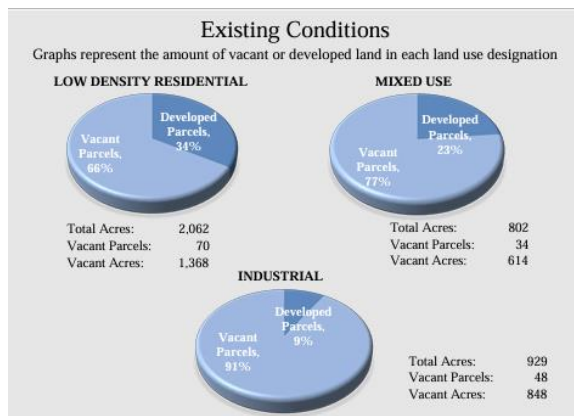 Existing Conditions
Graphs represent the amount of vacant or developed land in each land use designation
LOW DENSITY RESIDENTIAL
Developed
Parcels,
34%
Vacant
Parcels,
66%
Total Acres: 2,062
Vacant Parcels: 70
Vacant Acres: 1,368
MIXED USE
Developed
Parcels,
23%
Vacant
Parcels,
77%
Total Acres: 802
Vacant Parcels: 34
Vacant Acres: 614
INDUSTRIAL
Developed
Parcels,
9%
Vacant
Parcels,
91%
Total Acres: 929
Vacant Parcels: 48
Vacant Acres: 848